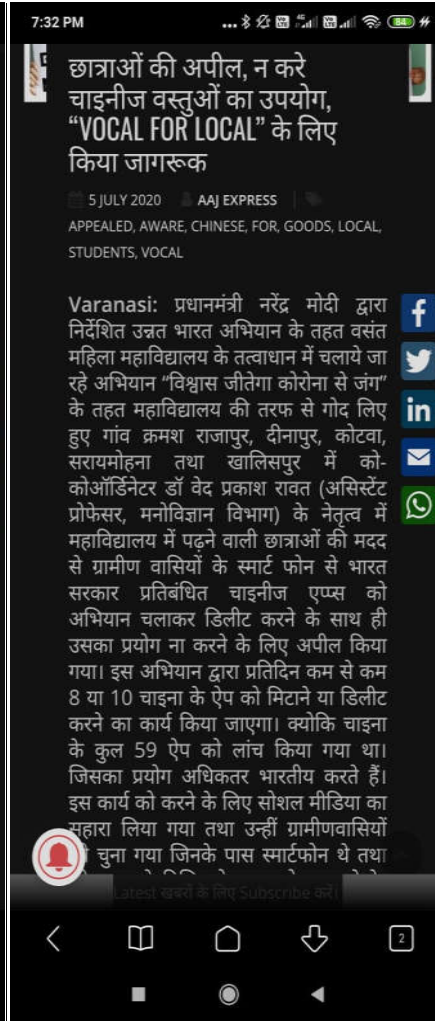 7:32 PM
84
छात्राओं की अपील, न करे
चाइनीज वस्तुओं का उपयोग,
“VOCAL FOR LOCAL” के लिए
किया जागरूक
5 JULY 2020 AAJ EXPRESS
APPEALED, AWARE, CHINESE, FOR, GOODS, LOCAL,
STUDENTS, VOCAL
Varanasi: प्रधानमंत्री नरेंद्र मोदी द्वारा
निर्देशित उन्नत भारत अभियान के तहत वसंत
महिला महाविद्यालय के तत्वाधान में चलाये जा
रहे अभियान “विश्वास जीतेगा कोरोना से जंग”
के तहत महाविद्यालय की तरफ से गोद लिए
हुए गांव क्रमश राजापुर, दीनापुर, कोटवा,
सरायमोहना तथा खालिसपुर में को-
कोऑर्डिनेटर डॉ वेद प्रकाश रावत (असिस्टेंट
प्रोफेसर, मनोविज्ञान विभाग) के नेतृत्व में
महाविद्यालय में पढ़ने वाली छात्राओं की मदद
से ग्रामीण वासियों के स्मार्ट फोन से भारत
सरकार प्रतिबंधित चाइनीज एप्प्स को
अभियान चलाकर डिलीट करने के साथ ही
उसका प्रयोग ना करने के लिए अपील किया
गया। इस अभियान द्वारा प्रतिदिन कम से कम
8 या 10 चाइना के ऐप को मिटाने या डिलीट
करने का कार्य किया जाएगा। क्योकि चाइना
के कुल 59 ऐप को लांच किया गया था।
जिसका प्रयोग अधिकतर भारतीय करते हैं।
इस कार्य को करने के लिए सोशल मीडिया का
सहारा लिया गया तथा उन्हीं ग्रामीणवासियों
चुना गया जिनके पास स्मार्टफोन थे तथा
Latest खबरों के लिए Subscribe करें।
2